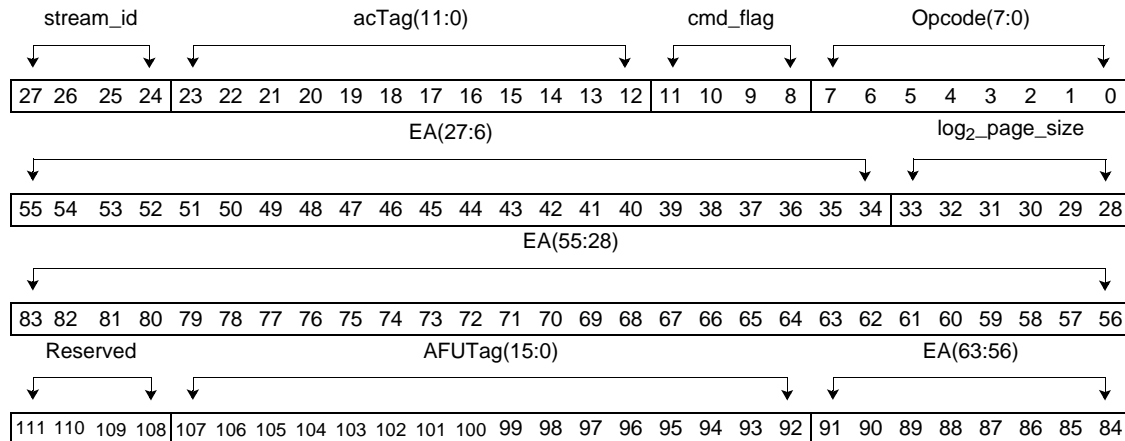 stream_id acTag(11:0) cmd_flag Opcode(7:0)
27 26 25 24 23 22 21 20 19 18 17 16 15 14 13 12 11 10 9 8 7 6 5 4 3 2 1 0
EA(27:6) log₂_page_size
55 54 53 52 51 50 49 48 47 46 45 44 43 42 41 40 39 38 37 36 35 34 33 32 31 30 29 28
EA(55:28)
83 82 81 80 79 78 77 76 75 74 73 72 71 70 69 68 67 66 65 64 63 62 61 60 59 58 57 56
Reserved AFUTag(15:0) EA(63:56)
111 110 109 108 107 106 105 104 103 102 101 100 99 98 97 96 95 94 93 92 91 90 89 88 87 86 85 84